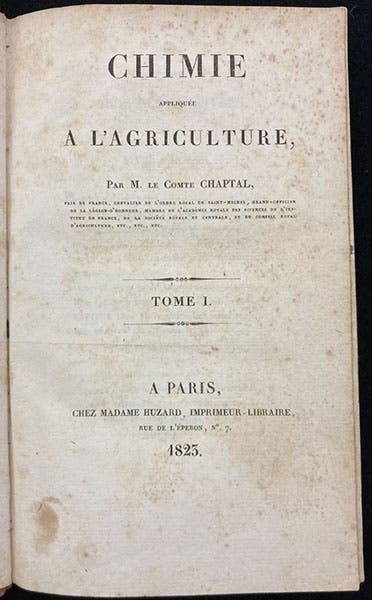 CHIMIE
APPLIQUÉE
A L'AGRICULTURE,
PAR M. LE COMTE CHAPTAL,
PAIR DE FRANCE, CHEVALIER DE L'ORDRE ROYAL DE SAINT-MICHEL, GRAND-OFFICIER
DE LA LÉGION-D'HONNEUR, MEMBRE DE L'ACADÉMIE ROYALE DES SCIENCES DE L'INS-
TITUT DE FRANCE, DE LA SOCIÉTÉ ROYALE ET CENTRALE, ET DU CONSEIL ROYAL
D'AGRICULTURE, ETC., ETC., ETC.
TOME I.
A PARIS,
CHEZ MADAME HUZARD, IMPRIMEUR-LIBRAIRE,
RUE DE L'ÉPERON, No. 7.
1823.